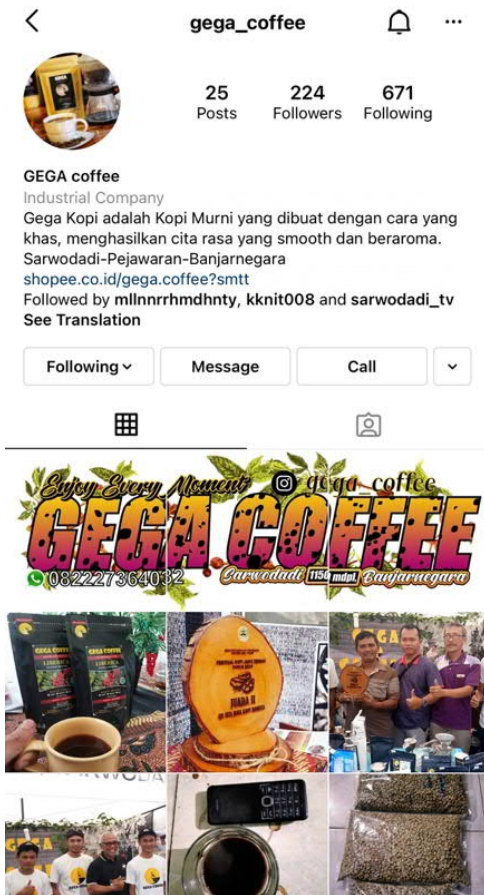 gega_coffee
25
224
671
Posts
Followers
Following
GEGA coffee
Industrial Company
Gega Kopi adalah Kopi Murni yang dibuat dengan cara yang
khas, menghasilkan cita rasa yang smooth dan beraroma.
Sarwodadi-Pejawaran-Banjarnegara
shopee.co.id/gega.coffee?smtt
Followed by mllnnrrhmdhnty, kknit008 and sarwodadi_tv
See Translation
Following
Message
Call
Enjoy Every Moment
gega_coffee
GEGA COFFEE
082227364032
Sarwodadi 1150 mdpl. Banjarnegara
GEGA COFFEE
GEGA COFFEE
JUARA II
GEGA